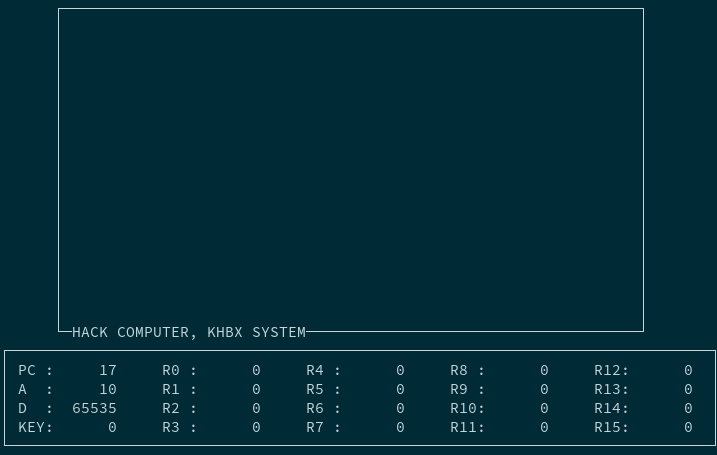 HACK COMPUTER, KHBX SYSTEM
PC : 17 R0 : 0 R4 : 0 R8 : 0 R12: 0
A : 10 R1 : 0 R5 : 0 R9 : 0 R13: 0
D : 65535 R2 : 0 R6 : 0 R10: 0 R14: 0
KEY: 0 R3 : 0 R7 : 0 R11: 0 R15: 0